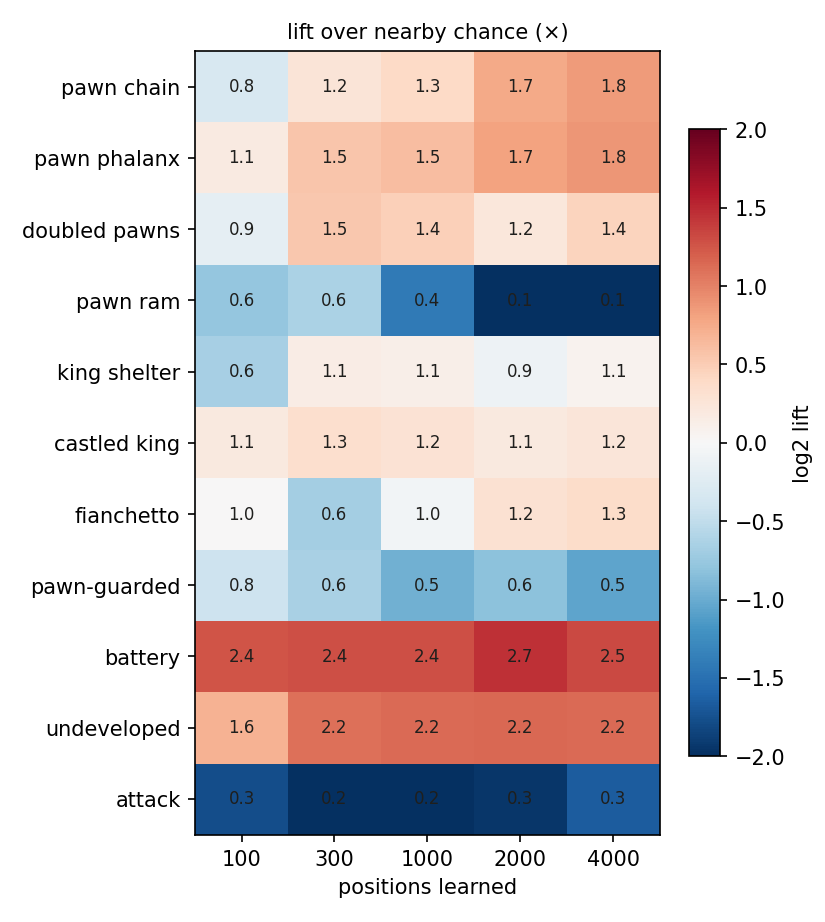 lift over nearby chance (×)
pawn chain 0.8 1.2 1.3 1.7 1.8
pawn phalanx 1.1 1.5 1.5 1.7 1.8
doubled pawns 0.9 1.5 1.4 1.2 1.4
pawn ram 0.6 0.6 0.4 0.1 0.1
king shelter 0.6 1.1 1.1 0.9 1.1
castled king 1.1 1.3 1.2 1.1 1.2
fianchetto 1.0 0.6 1.0 1.2 1.3
pawn-guarded 0.8 0.6 0.5 0.6 0.5
battery 2.4 2.4 2.4 2.7 2.5
undeveloped 1.6 2.2 2.2 2.2 2.2
attack 0.3 0.2 0.2 0.3 0.3
100 300 1000 2000 4000
positions learned
2.0
1.5
1.0
0.5
0.0
−0.5
−1.0
−1.5
−2.0
log2 lift